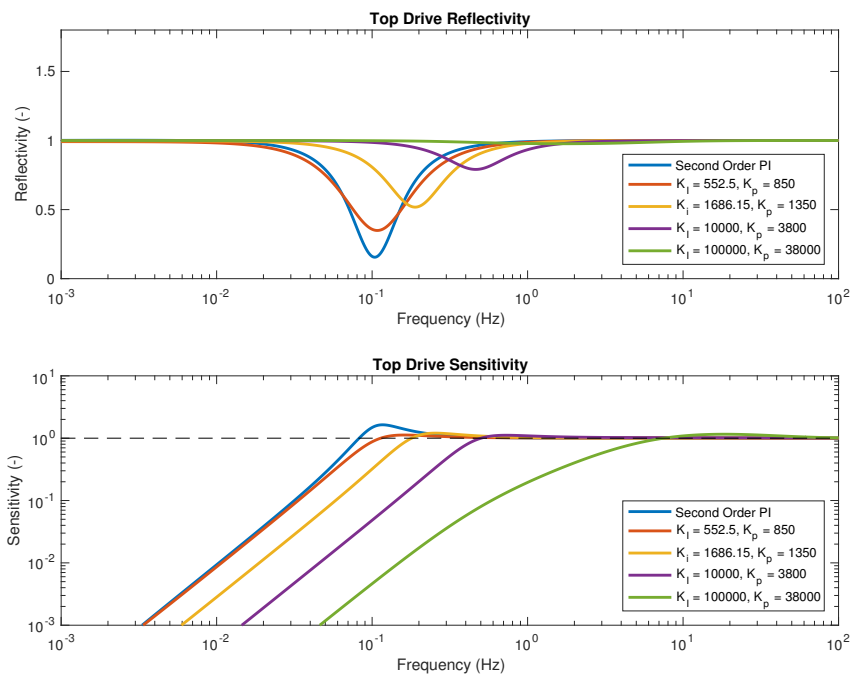 Top Drive Reflectivity
1.5
1
0.5
0
Reflectivity (-)
Second Order PI
K_I = 552.5, K_p = 850
K_i = 1686.15, K_p = 1350
K_I = 10000, K_p = 3800
K_I = 100000, K_p = 38000
10^-3 10^-2 10^-1 10^0 10^1 10^2
Frequency (Hz)
Top Drive Sensitivity
10^1
10^0
10^-1
10^-2
10^-3
Sensitivity (-)
Second Order PI
K_I = 552.5, K_p = 850
K_i = 1686.15, K_p = 1350
K_I = 10000, K_p = 3800
K_I = 100000, K_p = 38000
10^-3 10^-2 10^-1 10^0 10^1 10^2
Frequency (Hz)